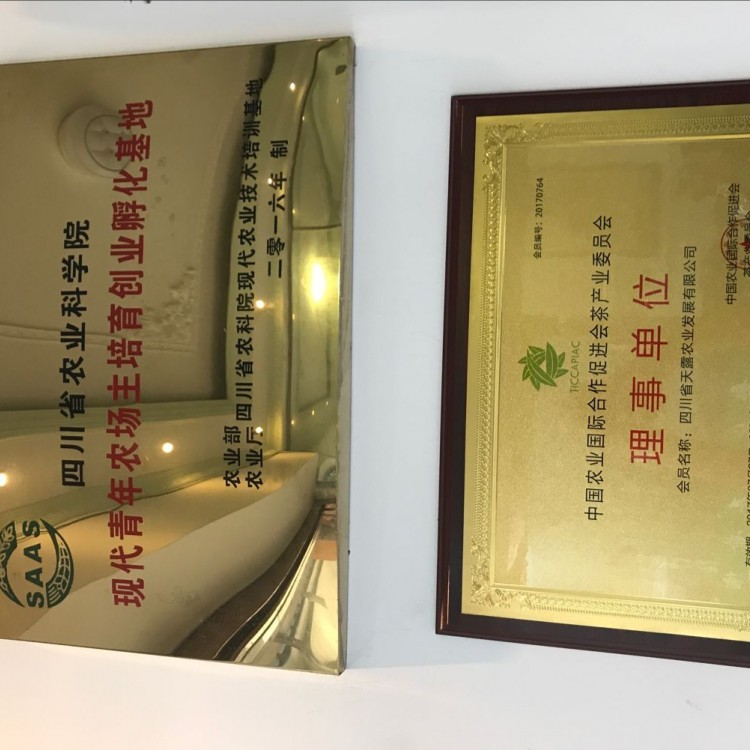 SAAS
四川省农业科学院
现代青年农场主培育创业孵化基地
农业部
农业厅
四川省农科院现代农业技术培训基地
二零一六年 制
会员编号：20170764
TICCAPIAC
中国农业国际合作促进会茶产业委员会
理事单位
会员名称：四川省天露农业发展有限公司
中国农业国际合作促进会